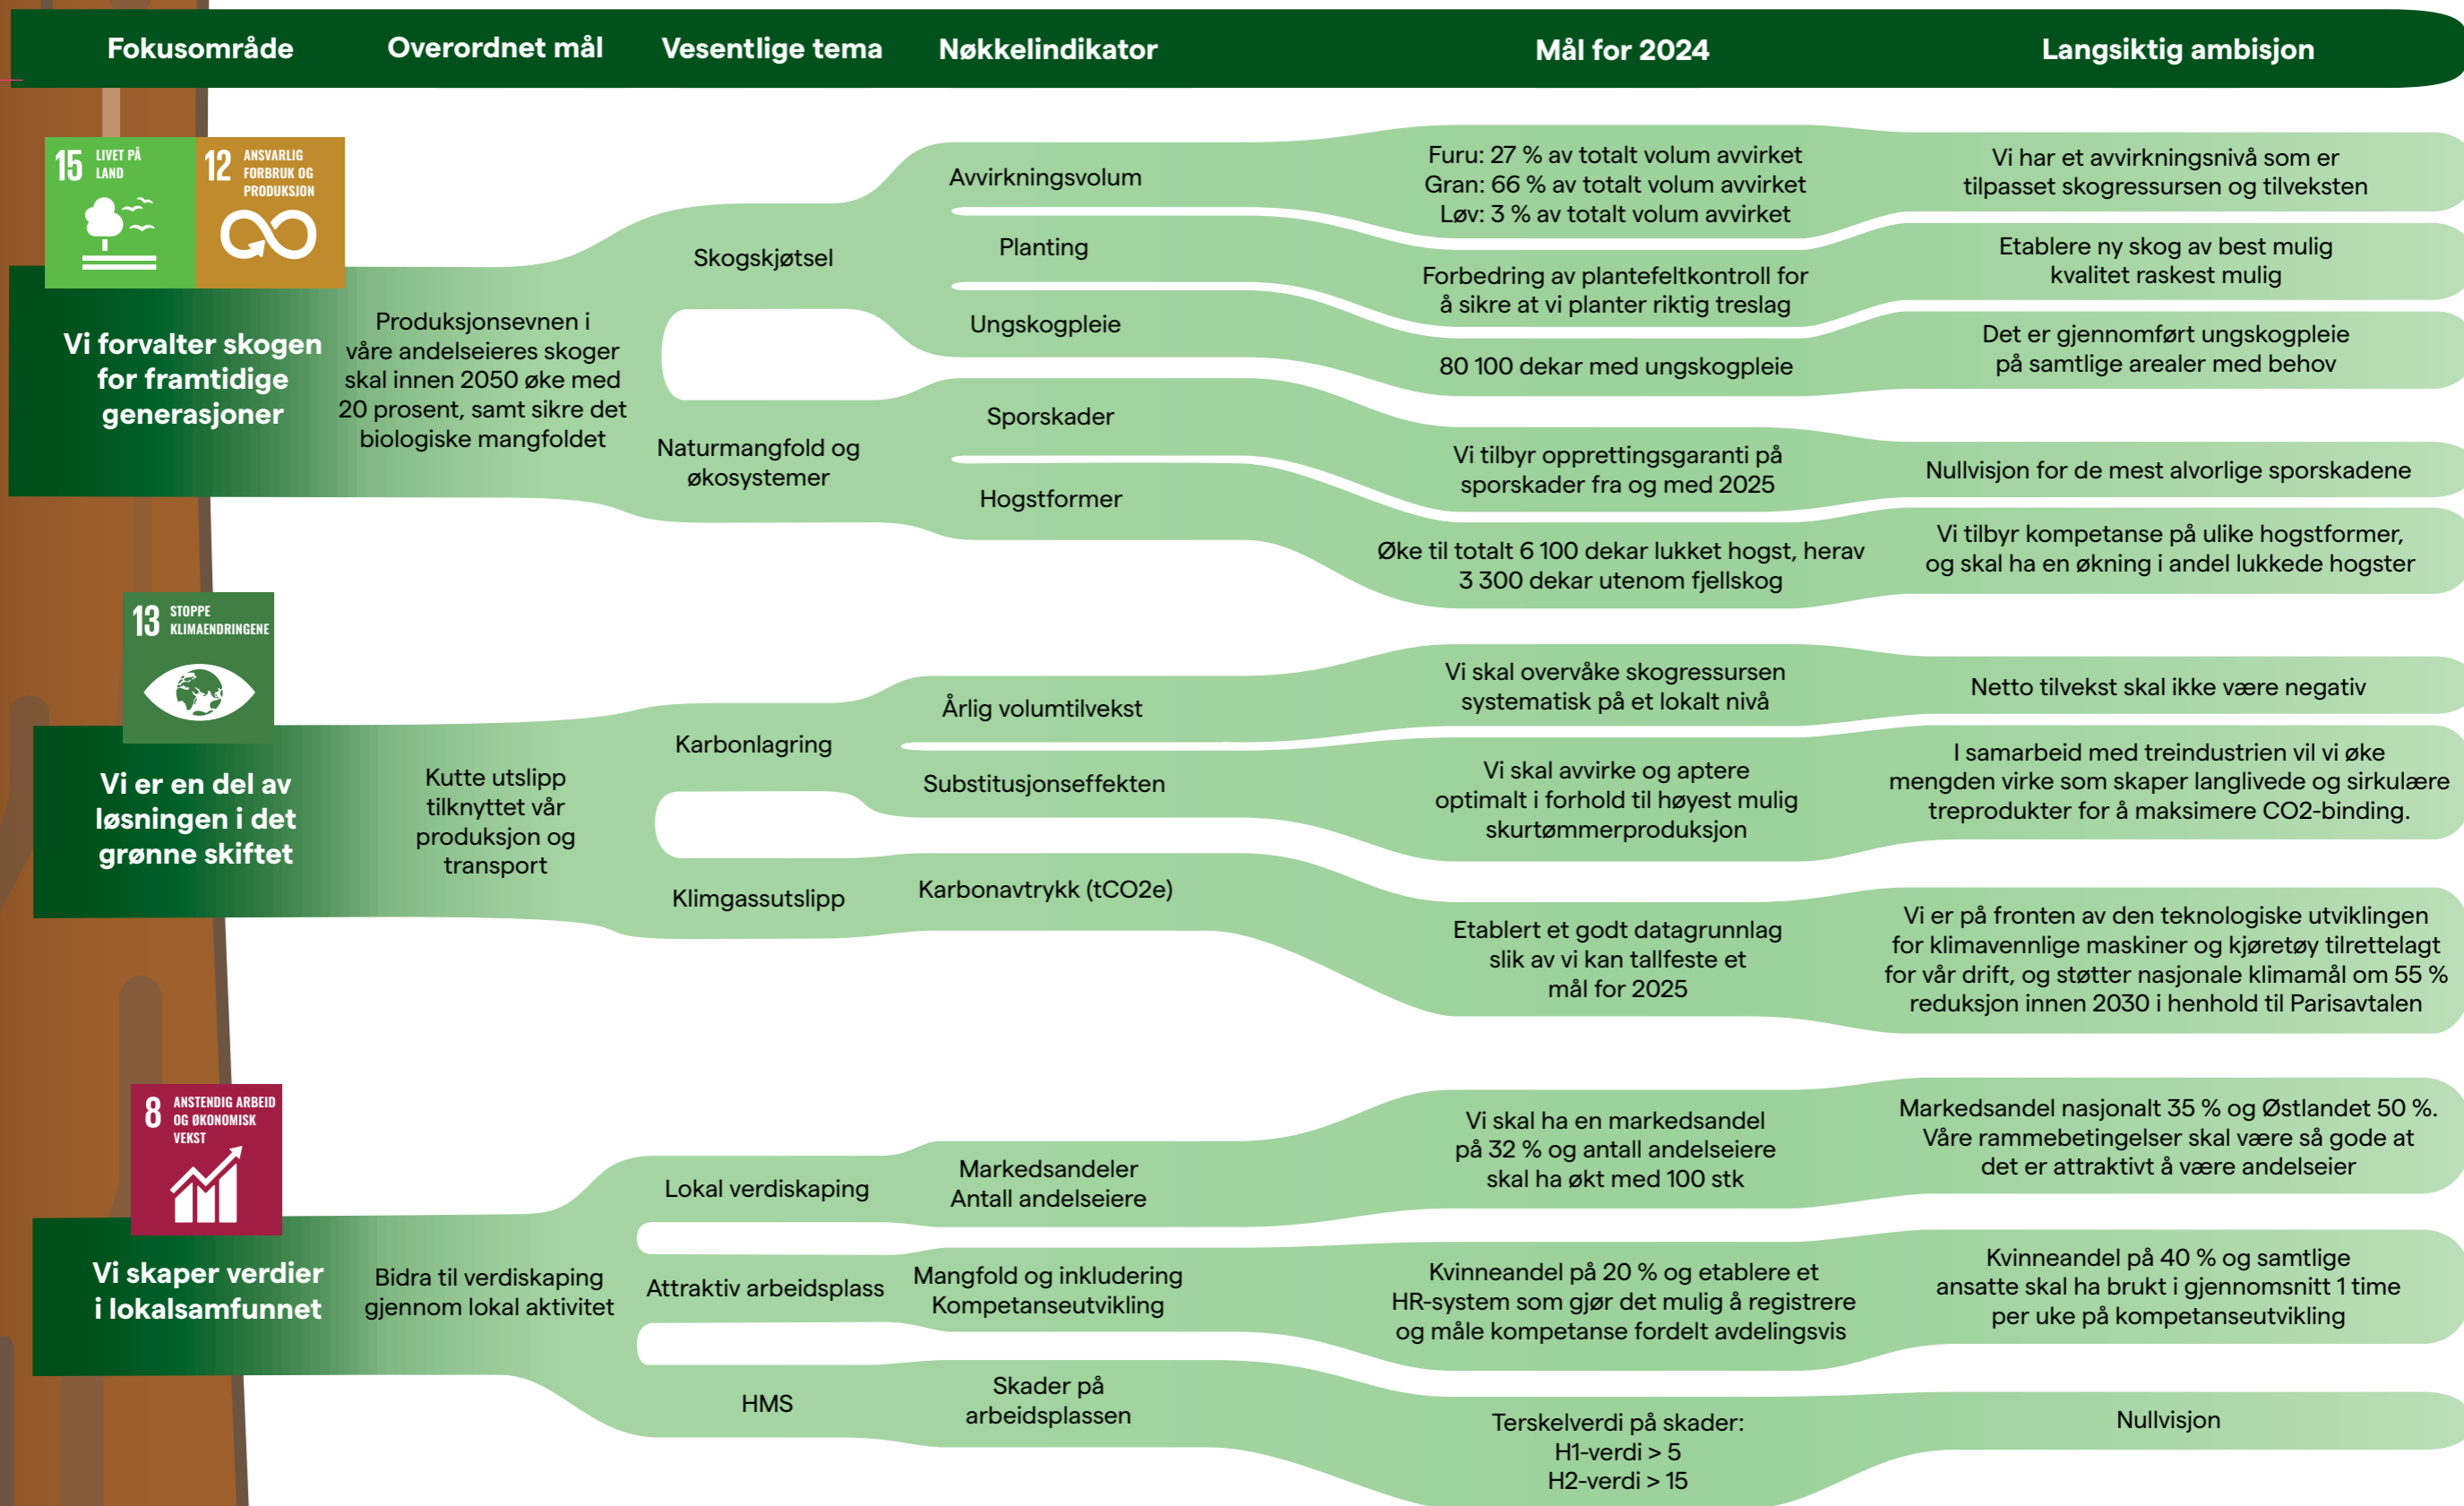 Fokusområde
Overordnet mål
Vesentlige tema
Nøkkelindikator
Mål for 2024
Langsiktig ambisjon
15 LIVET PÅ
LAND
12 ANSVARLIG
FORBRUK OG
PRODUKSJON
Vi forvalter skogen
for framtidige
generasjoner
Produksjonsevnen i
våre andelseieres skoger
skal innen 2050 øke med
20 prosent, samt sikre det
biologiske mangfoldet
Skogskjøtsel
Avvirkningsvolum
Furu: 27 % av totalt volum avvirket
Gran: 66 % av totalt volum avvirket
Løv: 3 % av totalt volum avvirket
Vi har et avvirkningsnivå som er
tilpasset skogressursen og tilveksten
Planting
Forbedring av plantefeltkontroll for
å sikre at vi planter riktig treslag
Etablere ny skog av best mulig
kvalitet raskest mulig
Ungskogpleie
80 100 dekar med ungskogpleie
Det er gjennomført ungskogpleie
på samtlige arealer med behov
Naturmangfold og
økosystemer
Sporskader
Vi tilbyr opprettingsgaranti på
sporskader fra og med 2025
Nullvisjon for de mest alvorlige sporskadene
Hogstformer
Øke til totalt 6 100 dekar lukket hogst, herav
3 300 dekar utenom fjellskog
Vi tilbyr kompetanse på ulike hogstformer,
og skal ha en økning i andel lukkede hogster
13 STOPPE
KLIMAENDRINGENE
Vi er en del av
løsningen i det
grønne skiftet
Kutte utslipp
tilknyttet vår
produksjon og
transport
Karbonlagring
Årlig volumtilvekst
Vi skal overvåke skogressursen
systematisk på et lokalt nivå
Netto tilvekst skal ikke være negativ
Substitusjonseffekten
Vi skal avvirke og aptere
optimalt i forhold til høyest mulig
skurtømmerproduksjon
I samarbeid med treindustrien vil vi øke
mengden virke som skaper langlivede og sirkulære
treprodukter for å maksimere CO2-binding.
Klimgassutslipp
Karbonavtrykk (tCO2e)
Etablert et godt datagrunnlag
slik av vi kan tallfeste et
mål for 2025
Vi er på fronten av den teknologiske utviklingen
for klimavennlige maskiner og kjøretøy tilrettelagt
for vår drift, og støtter nasjonale klimamål om 55 %
reduksjon innen 2030 i henhold til Parisavtalen
8 ANSTENDIG ARBEID
OG ØKONOMISK
VEKST
Vi skaper verdier
i lokalsamfunnet
Bidra til verdiskaping
gjennom lokal aktivitet
Lokal verdiskaping
Markedsandeler
Antall andelseiere
Vi skal ha en markedsandel
på 32 % og antall andelseiere
skal ha økt med 100 stk
Markedsandel nasjonalt 35 % og Østlandet 50 %.
Våre rammebetingelser skal være så gode at
det er attraktivt å være andelseier
Attraktiv arbeidsplass
Mangfold og inkludering
Kompetanseutvikling
Kvinneandel på 20 % og etablere et
HR-system som gjør det mulig å registrere
og måle kompetanse fordelt avdelingsvis
Kvinneandel på 40 % og samtlige
ansatte skal ha brukt i gjennomsnitt 1 time
per uke på kompetanseutvikling
HMS
Skader på
arbeidsplassen
Terskelverdi på skader:
H1-verdi > 5
H2-verdi > 15
Nullvisjon